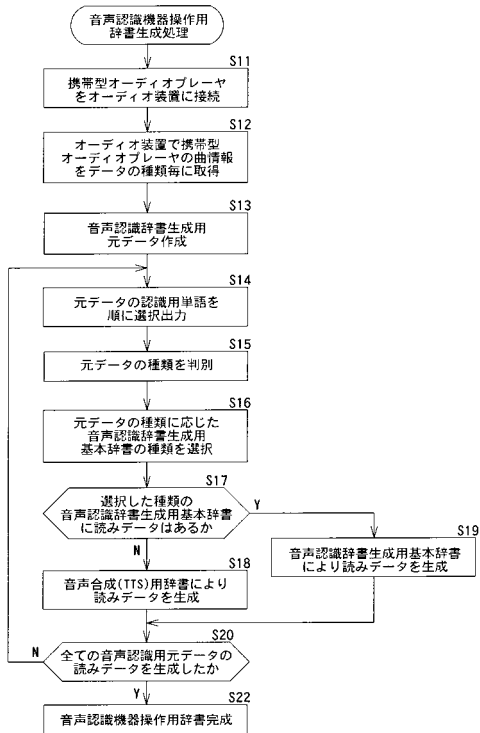 音声認識機器操作用
辞書生成処理
S11
携帯型オーディオプレーヤ
をオーディオ装置に接続
S12
オーディオ装置で携帯型
オーディオプレーヤの曲情報
をデータの種類毎に取得
S13
音声認識辞書生成用
元データ作成
S14
元データの認識用単語を
順に選択出力
S15
元データの種類を判別
S16
元データの種類に応じた
音声認識辞書生成用
基本辞書の種類を選択
S17
選択した種類の
音声認識辞書生成用基本辞書
に読みデータはあるか
Y
N
S19
音声認識辞書生成用基本辞書
により読みデータを生成
S18
音声合成(TTS)用辞書により
読みデータを生成
S20
全ての音声認識用元データの
読みデータを生成したか
N
Y
S22
音声認識機器操作用辞書完成